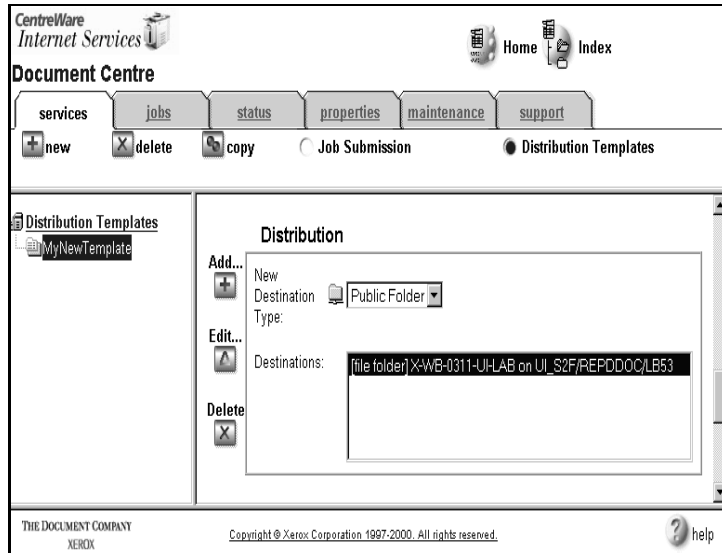 CentreWare
Internet Services
Home
Index
Document Centre
services
jobs
status
properties
maintenance
support
new
delete
copy
Job Submission
Distribution Templates
Distribution Templates
MyNewTemplate
Distribution
Add...
New
Destination
Type:
Public Folder
Edit...
Destinations:
[file folder] X-WB-0311-UI-LAB on UI_S2F/REPDDOC/LB53
Delete
THE DOCUMENT COMPANY
XEROX
Copyright © Xerox Corporation 1997-2000. All rights reserved.
help